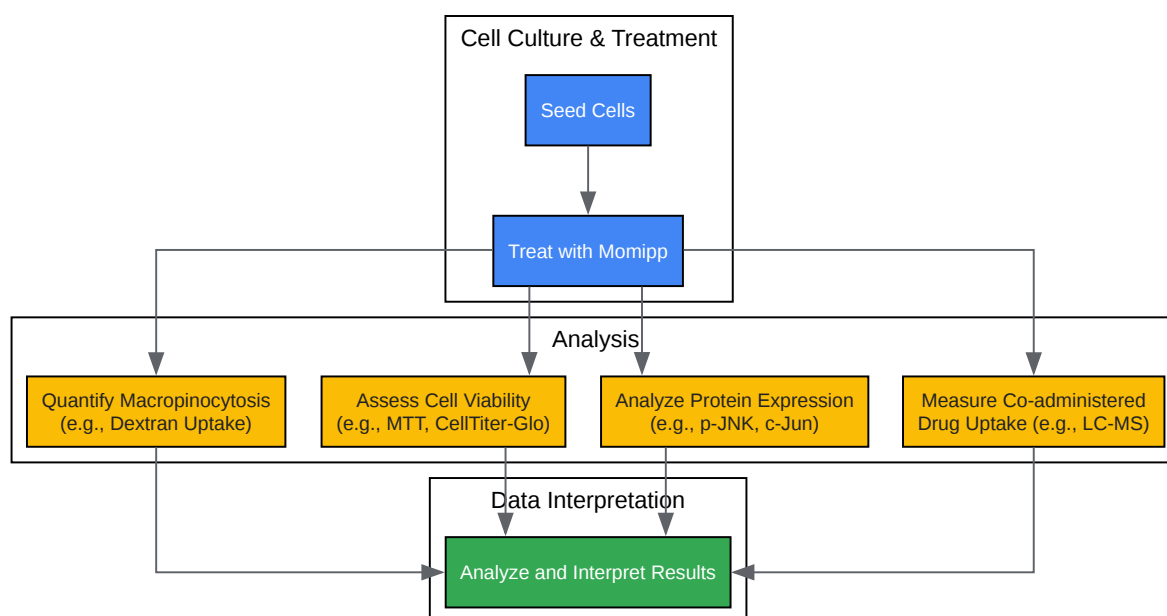 Cell Culture & Treatment
Seed Cells
Treat with Momipp
Analysis
Quantify Macropinocytosis
(e.g., Dextran Uptake)
Assess Cell Viability
(e.g., MTT, CellTiter-Glo)
Analyze Protein Expression
(e.g., p-JNK, c-Jun)
Measure Co-administered
Drug Uptake (e.g., LC-MS)
Data Interpretation
Analyze and Interpret Results